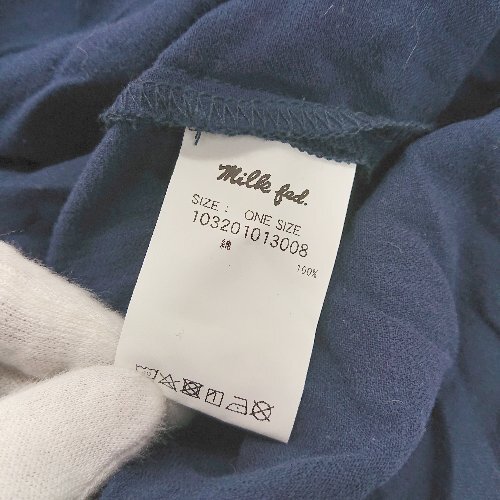 Milk fed.
SIZE : ONE SIZE
103201013008
綿
100%